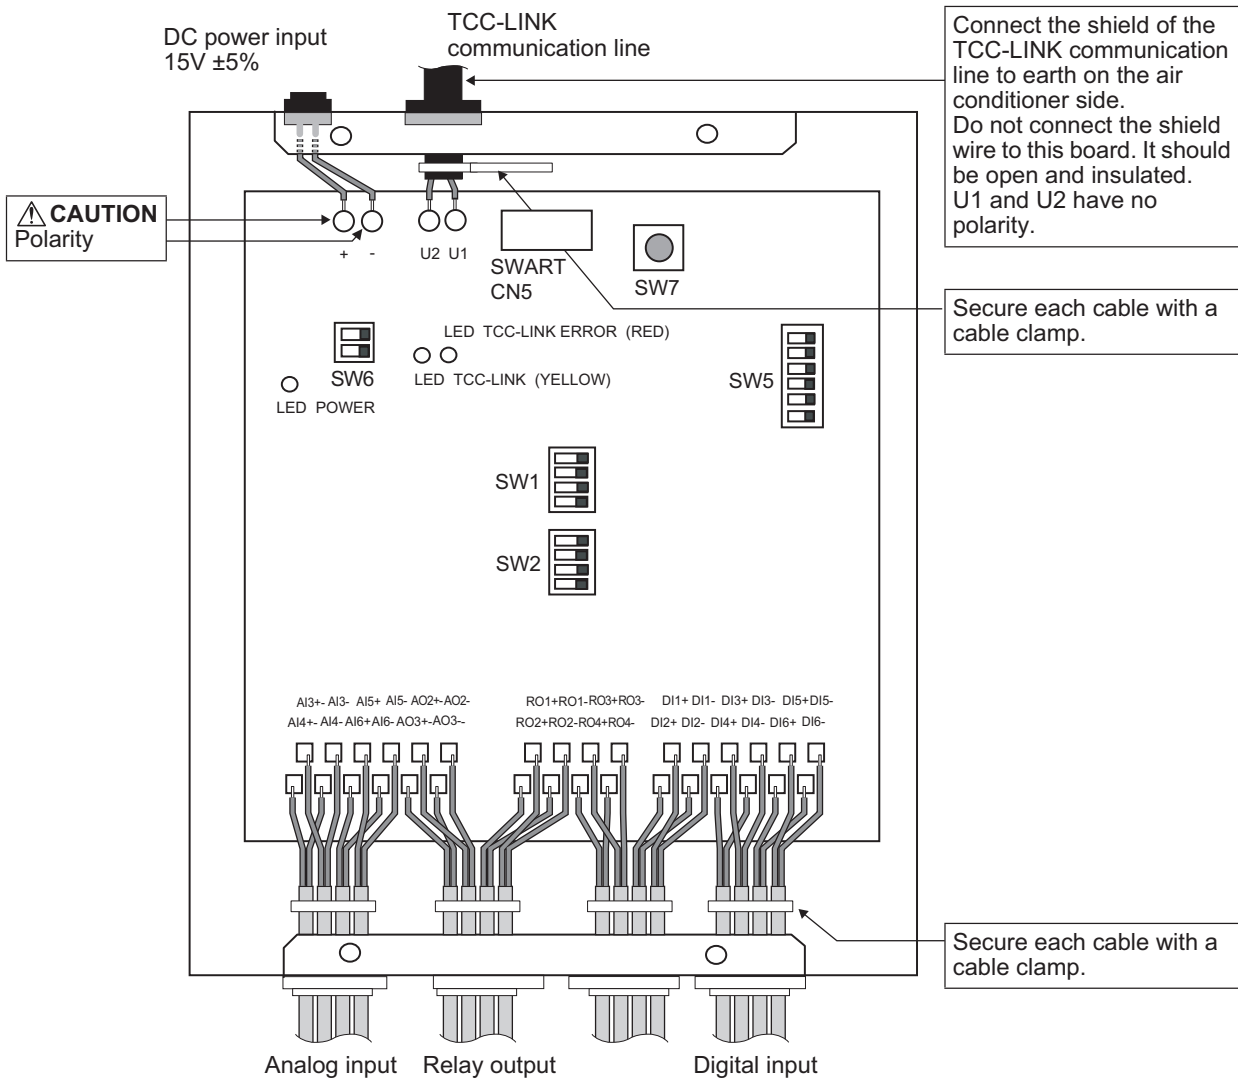 DC power input
15V ±5%
TCC-LINK
communication line
Connect the shield of the
TCC-LINK communication
line to earth on the air
conditioner side.
Do not connect the shield
wire to this board. It should
be open and insulated.
U1 and U2 have no
polarity.
⚠ CAUTION
Polarity
+ -
U2 U1
SWART
CN5
SW7
Secure each cable with a
cable clamp.
LED TCC-LINK ERROR (RED)
SW6
LED TCC-LINK (YELLOW)
LED POWER
SW5
SW1
SW2
AI3+- AI3- AI5+ AI5- AO2+-AO2- RO1+RO1-RO3+RO3- DI1+ DI1- DI3+ DI3- DI5+DI5-
AI4+- AI4- AI6+AI6- AO3+-AO3-- RO2+RO2-RO4+RO4- DI2+ DI2- DI4+ DI4- DI6+ DI6-
Secure each cable with a
cable clamp.
Analog input Relay output Digital input